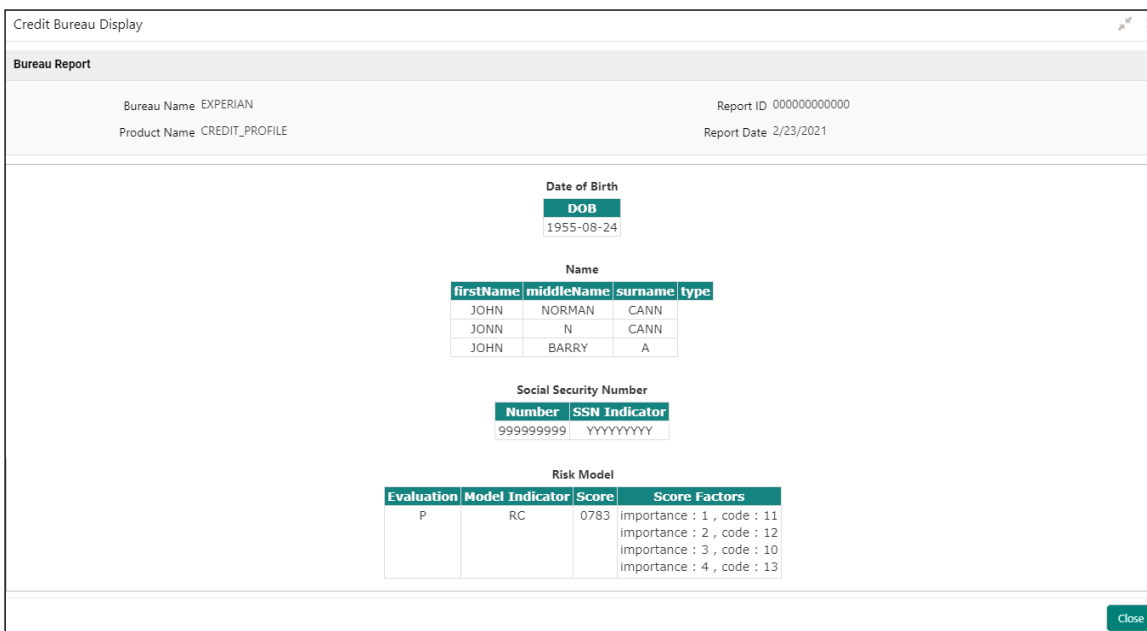 Credit Bureau Display
Bureau Report
Bureau Name EXPERIAN Report ID 000000000000
Product Name CREDIT_PROFILE Report Date 2/23/2021
Date of Birth
DOB
1955-08-24
Name
firstName middleName surname type
JOHN NORMAN CANN
JONN N CANN
JOHN BARRY A
Social Security Number
Number SSN Indicator
999999999 YYYYYYYYY
Risk Model
Evaluation Model Indicator Score Score Factors
P RC 0783 importance : 1 , code : 11
importance : 2 , code : 12
importance : 3 , code : 10
importance : 4 , code : 13
Close